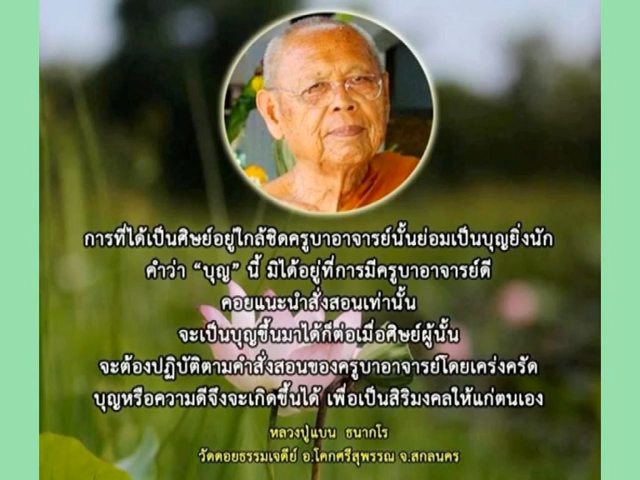 การที่ได้เป็นศิษย์อยู่ใกล้ชิดครูบาอาจารย์นั้นย่อมเป็นบุญยิ่งนัก
คำว่า “บุญ” นี้ มิได้อยู่ที่การมีครูบาอาจารย์ดี
คอยแนะนำสั่งสอนเท่านั้น
จะเป็นบุญขึ้นมาได้ก็ต่อเมื่อศิษย์ผู้นั้น
จะต้องปฏิบัติตามคำสั่งสอนของครูบาอาจารย์โดยเคร่งครัด
บุญหรือความดีจึงจะเกิดขึ้นได้ เพื่อเป็นสิริมงคลให้แก่ตนเอง
หลวงปู่แบน ธนากโร
วัดดอยธรรมเจดีย์ อ.โคกศรีสุพรรณ จ.สกลนคร